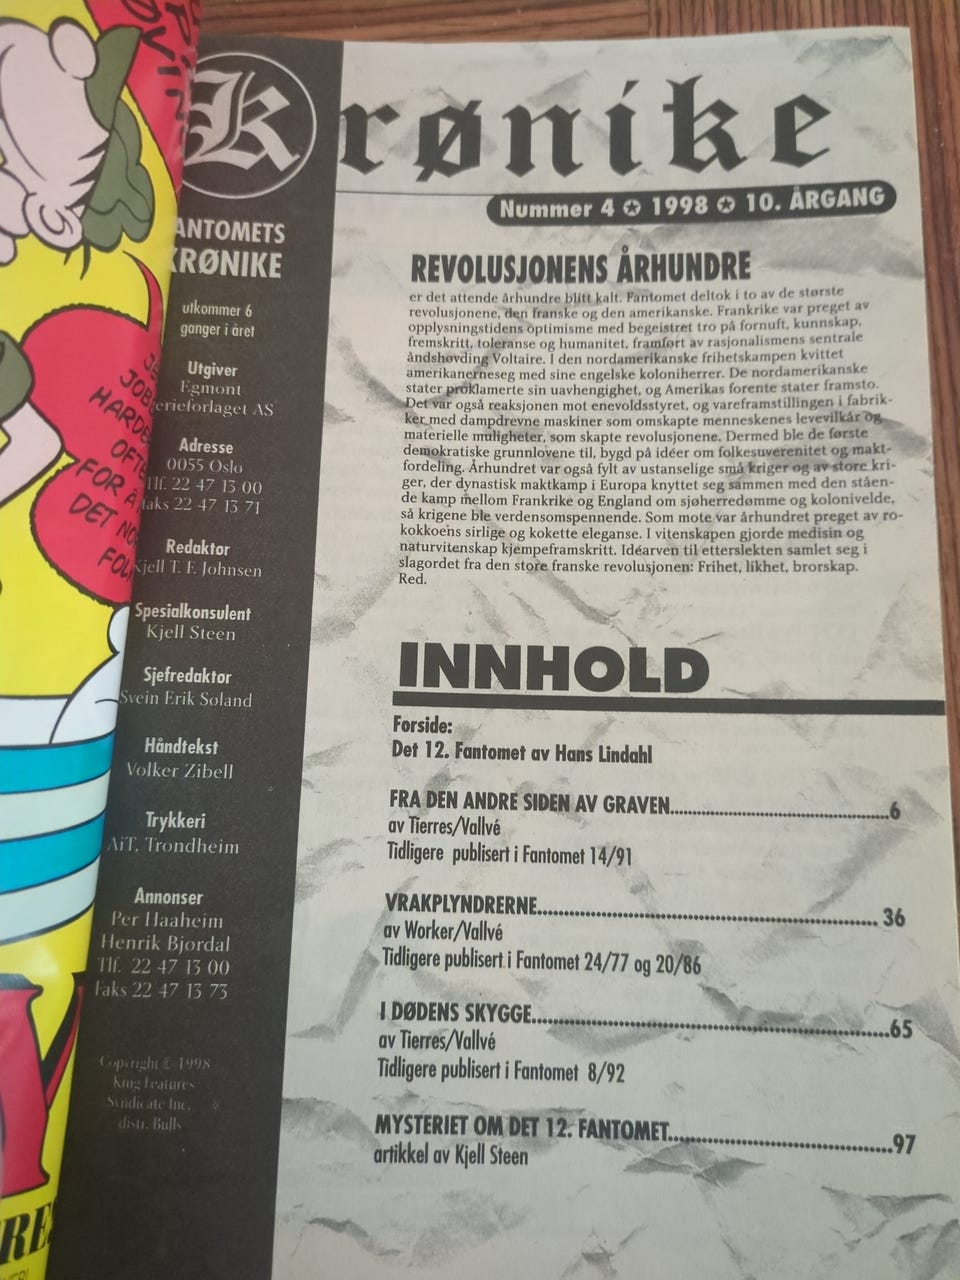 Krønike
Nummer 4 ✪ 1998 ✪ 10. ÅRGANG
ANTOMETS
KRØNIKE
utkommer 6
ganger i året
Utgiver
Egmont
erieforlaget AS
Adresse
0055 Oslo
Tlf. 22 47 13 00
aks 22 47 13 71
Redaktør
Kjell T. F. Johnsen
Spesialkonsulent
Kjell Steen
Sjefredaktør
Svein Erik Søland
Håndtekst
Volker Zibell
Trykkeri
AiT, Trondheim
Annonser
Per Haaheim
Henrik Bjørdal
Tlf. 22 47 13 00
Faks 22 47 13 73
Copyright © 1998
King Features
Syndicate Inc.
distr. Bulls
REVOLUSJONENS ÅRHUNDRE
er det attende århundre blitt kalt. Fantomet deltok i to av de største
revolusjonene, den franske og den amerikanske. Frankrike var preget av
opplysningstidens optimisme med begeistret tro på fornuft, kunnskap,
fremskritt, toleranse og humanitet, framført av rasjonalismens sentrale
åndshøvding Voltaire. I den nordamerikanske frihetskampen kvittet
amerikanerneseg med sine engelske koloniherrer. De nordamerikanske
stater proklamerte sin uavhengighet, og Amerikas forente stater framsto.
Det var også reaksjonen mot enevoldsstyret, og vareframstillingen i fabrik-
ker med dampdrevne maskiner som omskapte menneskenes levevilkår og
materielle muligheter, som skapte revolusjonene. Dermed ble de første
demokratiske grunnlovene til, bygd på idéer om folkesuverenitet og makt-
fordeling. Århundret var også fylt av ustanselige små kriger og av store kri-
ger, der dynastisk maktkamp i Europa knyttet seg sammen med den ståen-
de kamp mellom Frankrike og England om sjøherredømme og kolonivelde,
så krigene ble verdensomspennende. Som mote var århundret preget av ro-
kokkoens sirlige og kokette eleganse. I vitenskapen gjorde medisin og
naturvitenskap kjempeframskritt. Idéarven til etterslekten samlet seg i
slagordet fra den store franske revolusjonen: Frihet, likhet, brorskap.
Red.
INNHOLD
Forside:
Det 12. Fantomet av Hans Lindahl
FRA DEN ANDRE SIDEN AV GRAVEN..........6
av Tierres/Vallvé
Tidligere publisert i Fantomet 14/91
VRAKPLYNDRERNE.......... 36
av Worker/Vallvé
Tidligere publisert i Fantomet 24/77 og 20/86
I DØDENS SKYGGE..........65
av Tierres/Vallvé
Tidligere publisert i Fantomet 8/92
MYSTERIET OM DET 12. FANTOMET..........97
artikkel av Kjell Steen
JOB
HARDE
OFTE
FOR Å
DET NO
FOL